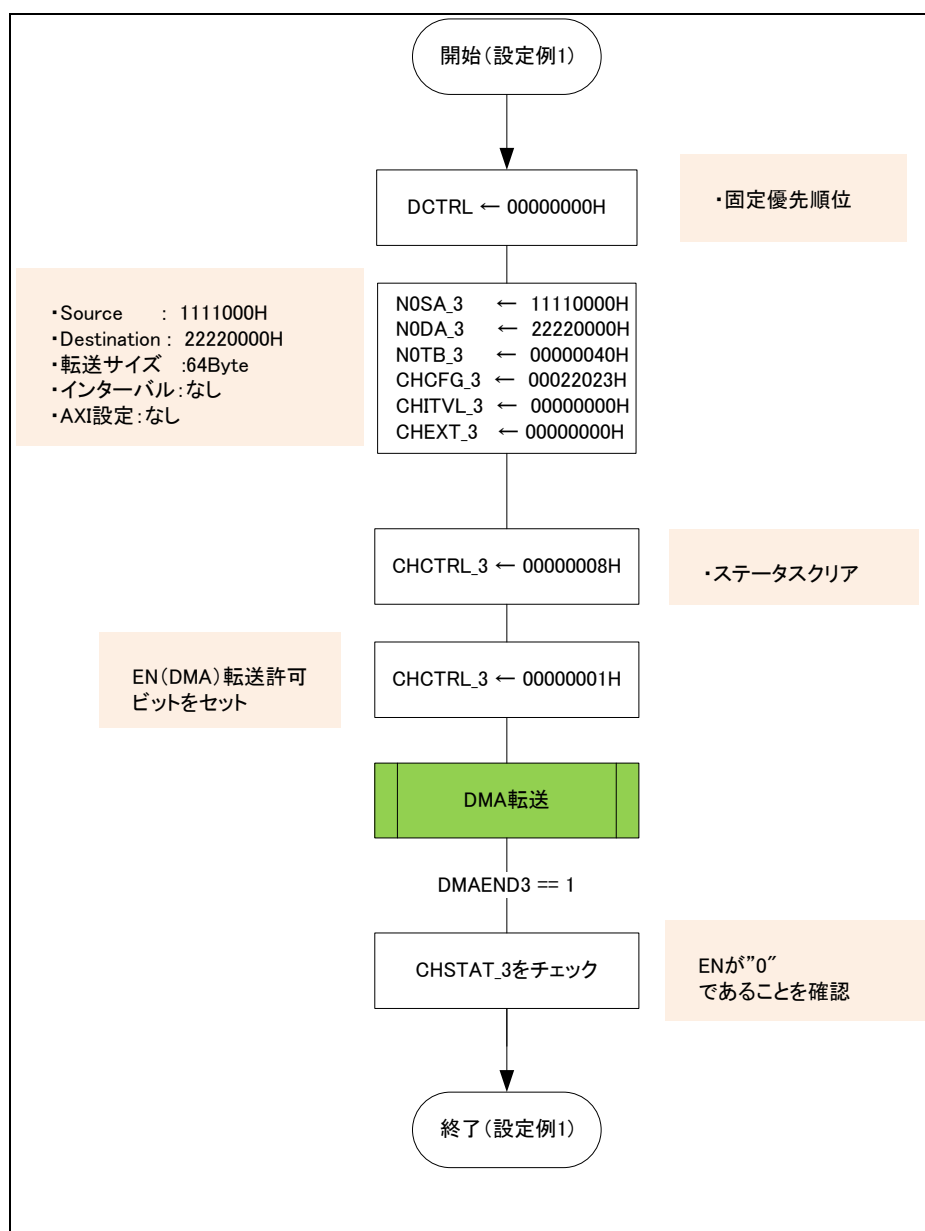 開始(設定例1)
DCTRL ← 00000000H
・固定優先順位
・Source : 1111000H
・Destination : 22220000H
・転送サイズ :64Byte
・インターバル:なし
・AXI設定:なし
N0SA_3 ← 11110000H
N0DA_3 ← 22220000H
N0TB_3 ← 00000040H
CHCFG_3 ← 00022023H
CHITVL_3 ← 00000000H
CHEXT_3 ← 00000000H
CHCTRL_3 ← 00000008H
・ステータスクリア
EN(DMA)転送許可
ビットをセット
CHCTRL_3 ← 00000001H
DMA転送
DMAEND3 == 1
CHSTAT_3をチェック
ENが”0”
であることを確認
終了(設定例1)